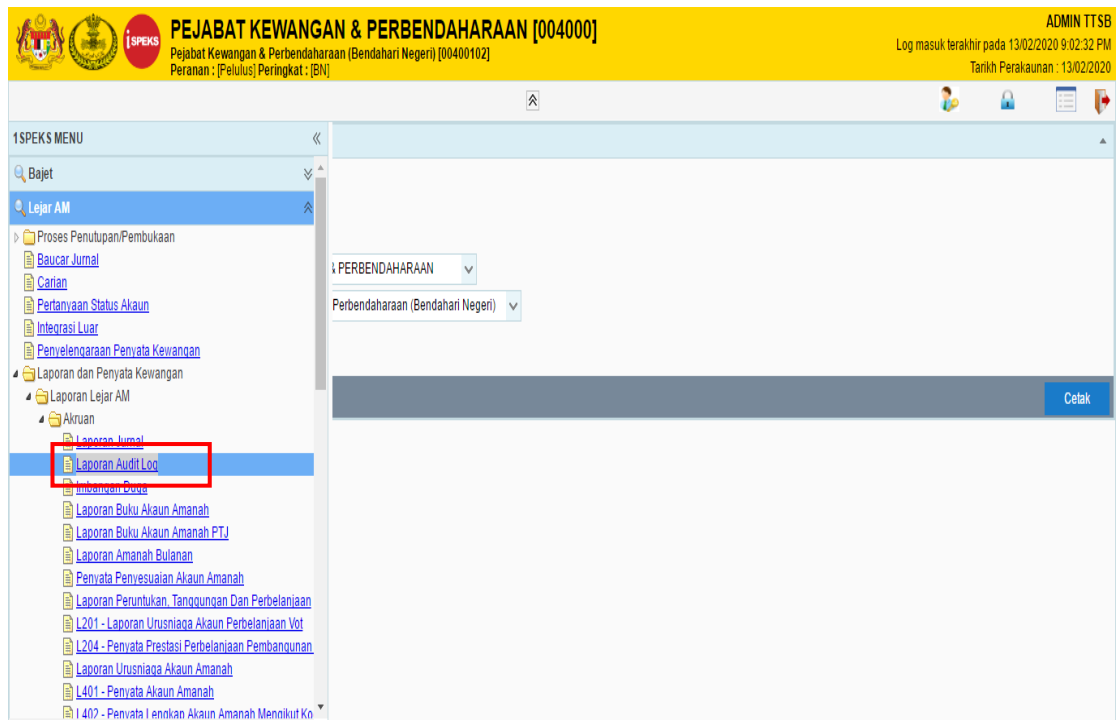 iSPEKS
PEJABAT KEWANGAN & PERBENDAHARAAN [004000]
Pejabat Kewangan & Perbendaharaan (Bendahari Negeri) [00400102]
Peranan : [Pelulus] Peringkat : [BN]
ADMIN TTSB
Log masuk terakhir pada 13/02/2020 9:02:32 PM
Tarikh Perakaunan : 13/02/2020
1SPEKS MENU
Bajet
Lejar AM
Proses Penutupan/Pembukaan
Baucar Jurnal
Carian
Pertanyaan Status Akaun
Integrasi Luar
Penyelengaraan Penyata Kewangan
Laporan dan Penyata Kewangan
Laporan Lejar AM
Akruan
Laporan Jurnal
Laporan Audit Log
Imbangan Duga
Laporan Buku Akaun Amanah
Laporan Buku Akaun Amanah PTJ
Laporan Amanah Bulanan
Penyata Penyesuaian Akaun Amanah
Laporan Peruntukan, Tanggungan Dan Perbelanjaan
L201 - Laporan Urusniaga Akaun Perbelanjaan Vot
L204 - Penyata Prestasi Perbelanjaan Pembangunan
Laporan Urusniaga Akaun Amanah
L401 - Penyata Akaun Amanah
L402 - Penyata Lengkap Akaun Amanah Mengikut Ko
& PERBENDAHARAAN
Perbendaharaan (Bendahari Negeri)
Cetak